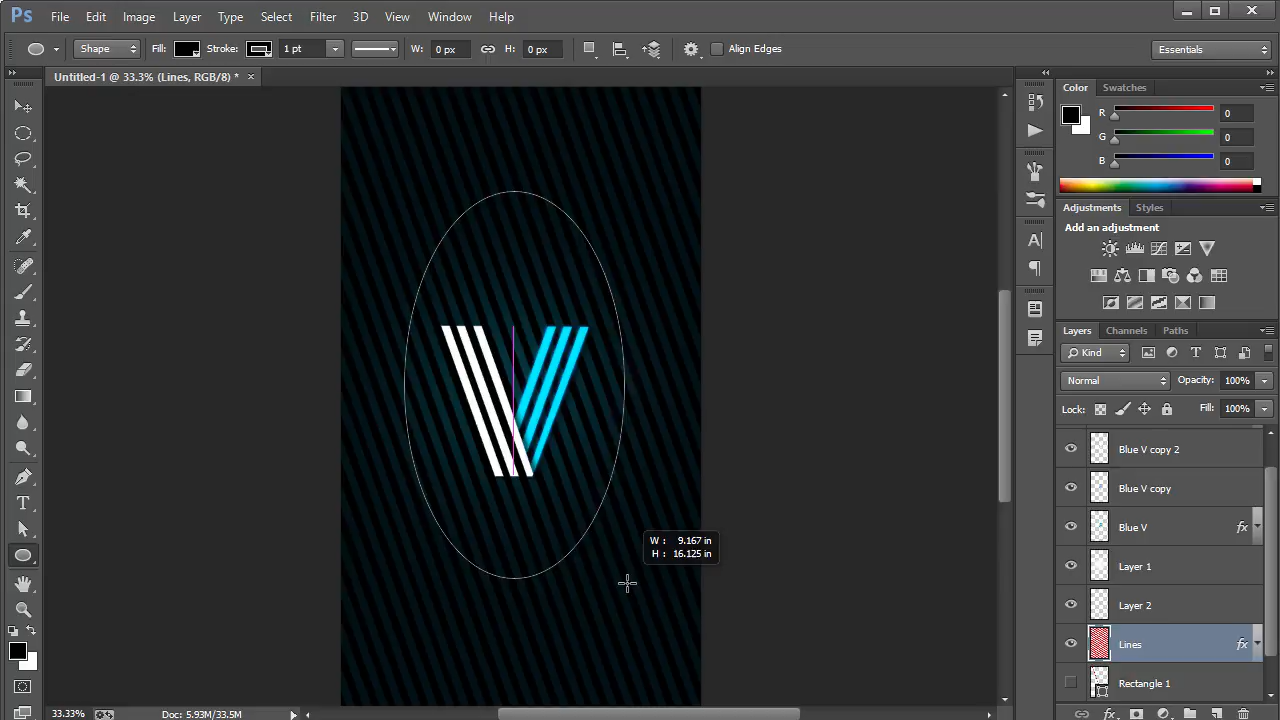 Ps File Edit Image Layer Type Select Filter 3D View Window Help
Shape Fill: Stroke: 1 pt W: 0 px H: 0 px Align Edges Essentials
Untitled-1 @ 33.3% (Lines, RGB/8) *
Color Swatches
R 0
G 0
B 0
Adjustments Styles
Add an adjustment
Layers Channels Paths
Kind
Normal Opacity: 100%
Lock: Fill: 100%
Blue V copy 2
Blue V copy
Blue V fx
Layer 1
Layer 2
Lines fx
Rectangle 1
V
W : 9.167 in
H : 16.125 in
33.33% Doc: 5.93M/33.5M